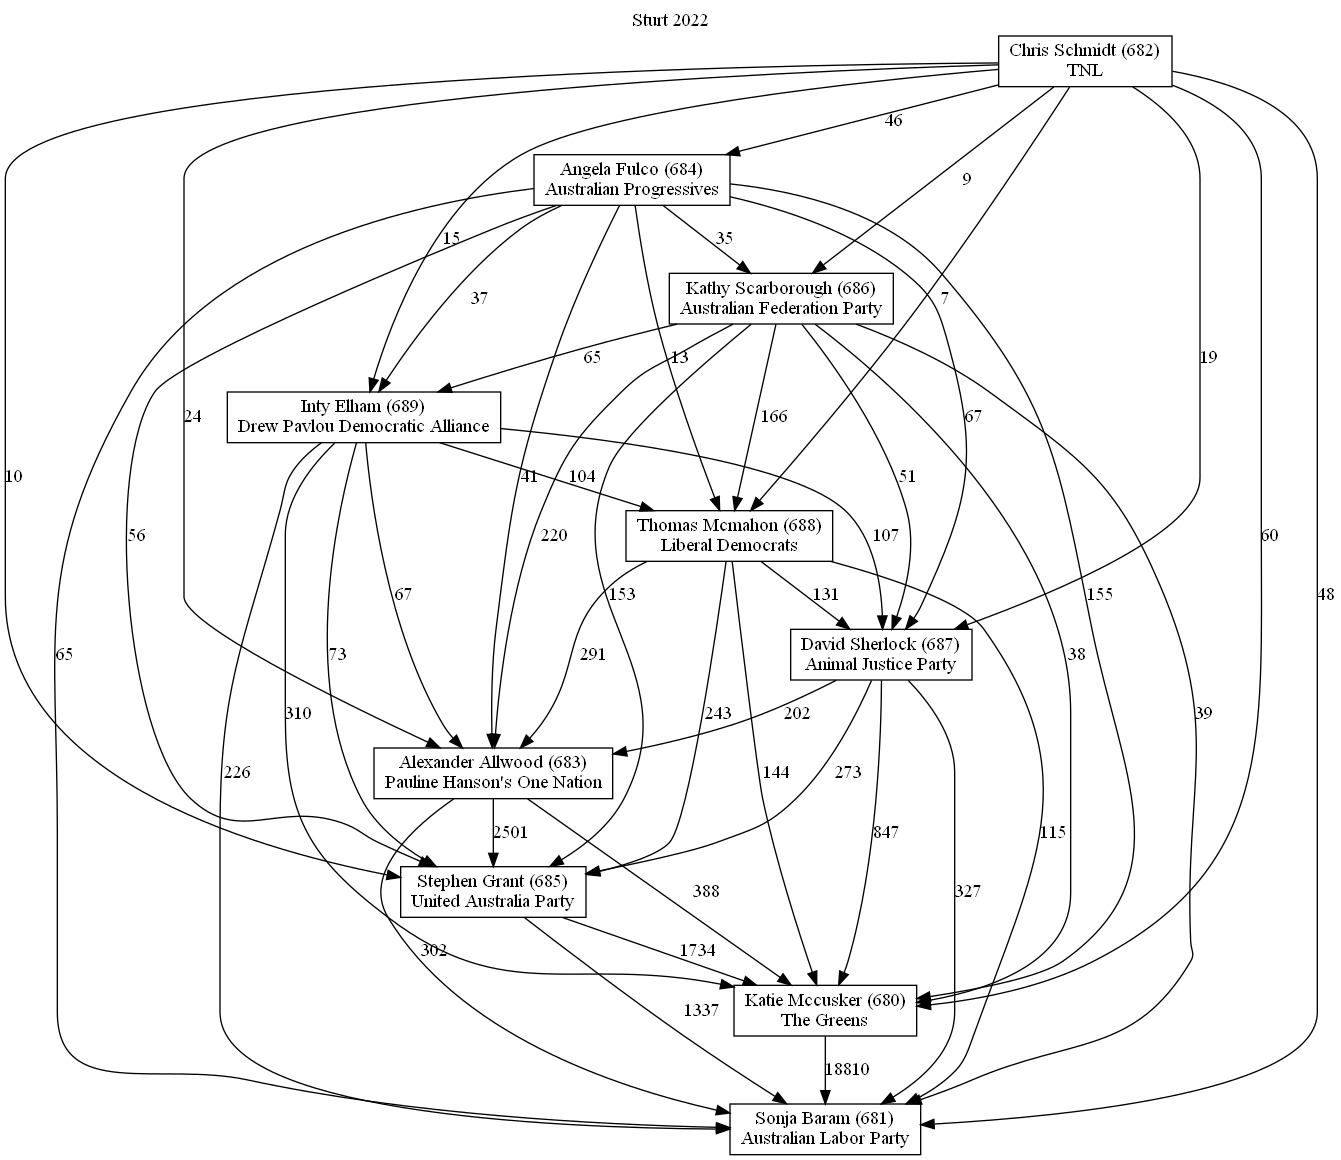 Sturt 2022
Chris Schmidt (682)
TNL
46
Angela Fulco (684)
Australian Progressives
9
15
35
Kathy Scarborough (686)
Australian Federation Party
37
7
65
13
166
19
Inty Elham (689)
Drew Pavlou Democratic Alliance
24
67
10
41
104
51
Thomas Mcmahon (688)
Liberal Democrats
56
220
107
60
67
153
131
155
48
David Sherlock (687)
Animal Justice Party
65
73
291
38
310
243
202
39
Alexander Allwood (683)
Pauline Hanson's One Nation
226
144
273
2501
847
115
Stephen Grant (685)
United Australia Party
388
327
302
1734
Katie Mccusker (680)
The Greens
1337
18810
Sonja Baram (681)
Australian Labor Party